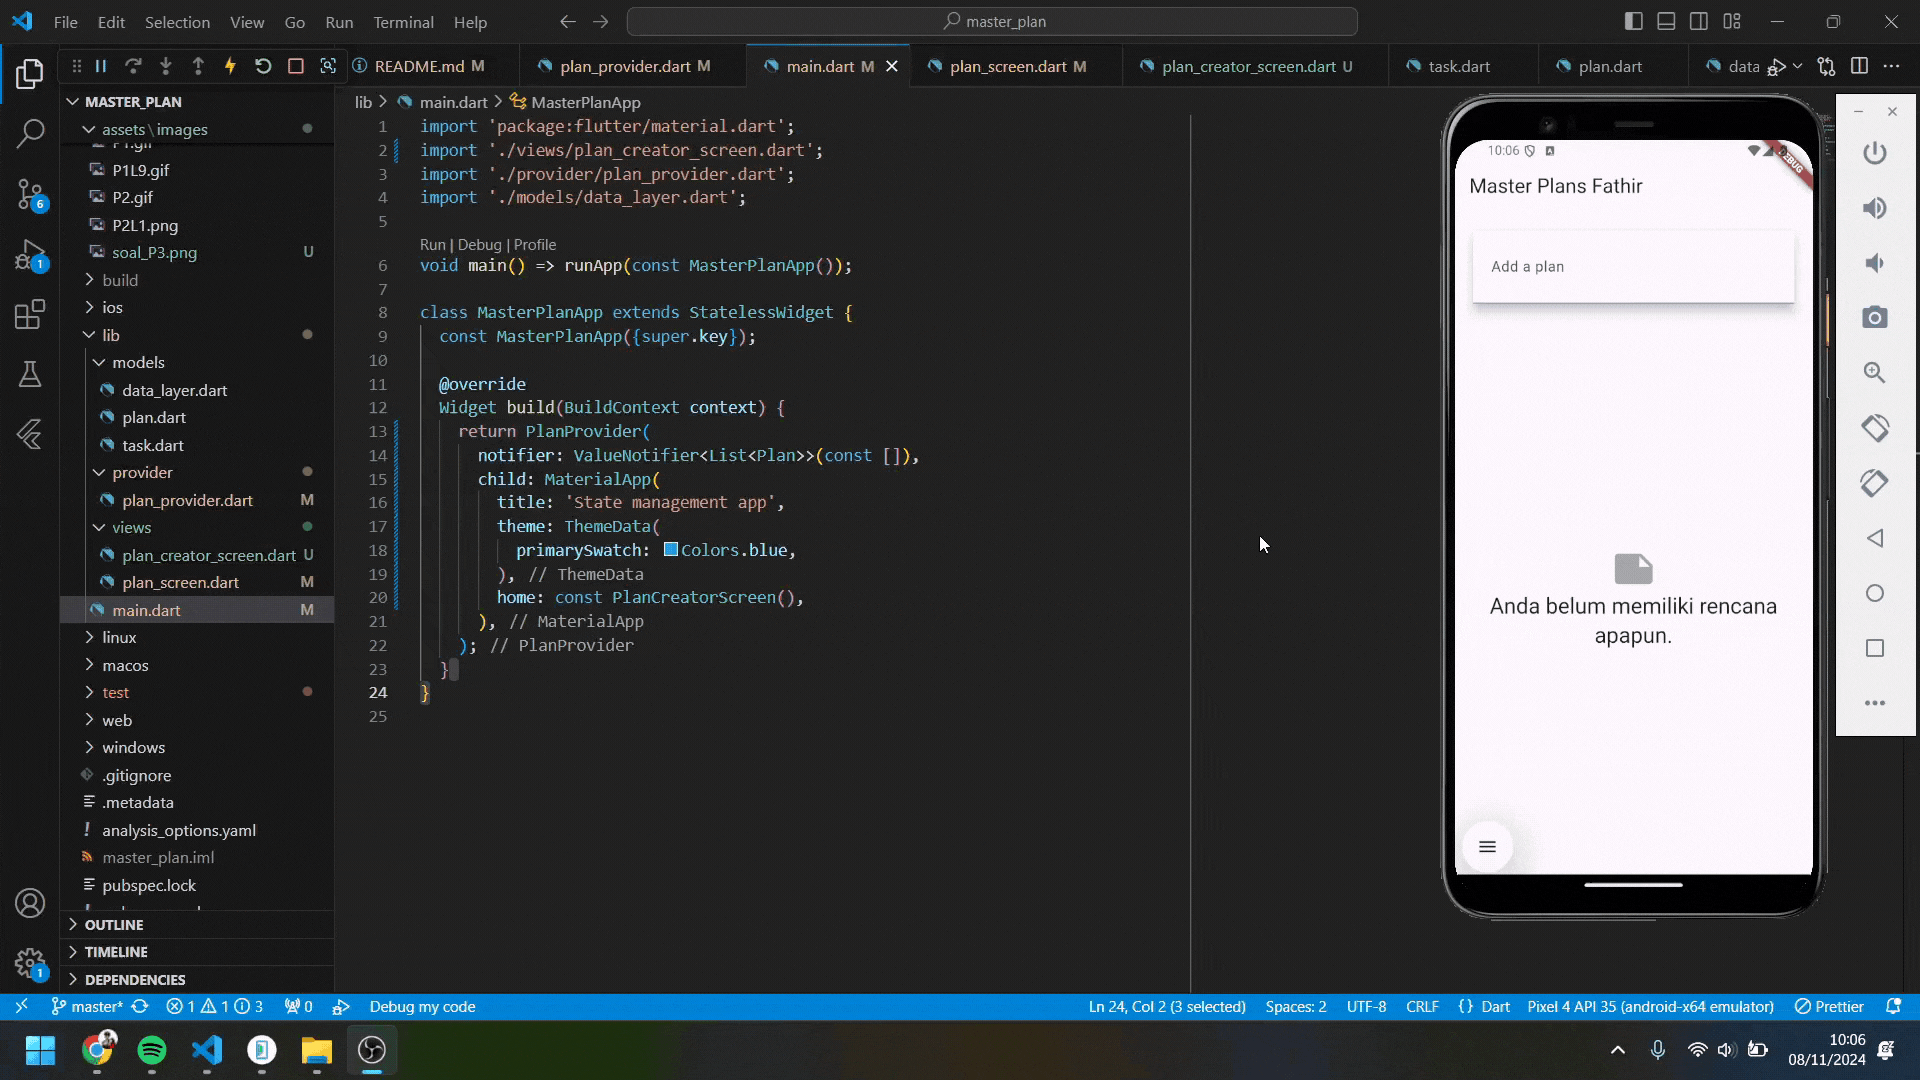 File Edit Selection View Go Run Terminal Help
master_plan
README.md M
plan_provider.dart M
main.dart M
plan_screen.dart M
plan_creator_screen.dart U
task.dart
plan.dart
data
MASTER_PLAN
assets\images
P1.gif
P1L9.gif
P2.gif
P2L1.png
soal_P3.png U
build
ios
lib
models
data_layer.dart
plan.dart
task.dart
provider
plan_provider.dart M
views
plan_creator_screen.dart U
plan_screen.dart M
main.dart M
linux
macos
test
web
windows
.gitignore
.metadata
analysis_options.yaml
master_plan.iml
pubspec.lock
OUTLINE
TIMELINE
DEPENDENCIES
6
1
1
lib > main.dart > MasterPlanApp
1 import 'package:flutter/material.dart';
2 import './views/plan_creator_screen.dart';
3 import './provider/plan_provider.dart';
4 import './models/data_layer.dart';
5
Run | Debug | Profile
6 void main() => runApp(const MasterPlanApp());
7
8 class MasterPlanApp extends StatelessWidget {
9 const MasterPlanApp({super.key});
10
11 @override
12 Widget build(BuildContext context) {
13 return PlanProvider(
14 notifier: ValueNotifier<List<Plan>>(const []),
15 child: MaterialApp(
16 title: 'State management app',
17 theme: ThemeData(
18 primarySwatch: Colors.blue,
19 ), // ThemeData
20 home: const PlanCreatorScreen(),
21 ), // MaterialApp
22 ); // PlanProvider
23 }
24 }
25
10:06
DEBUG
Master Plans Fathir
Add a plan
Anda belum memiliki rencana
apapun.
master* 1 1 3 0 Debug my code
Ln 24, Col 2 (3 selected) Spaces: 2 UTF-8 CRLF {} Dart Pixel 4 API 35 (android-x64 emulator) Prettier
10:06
08/11/2024